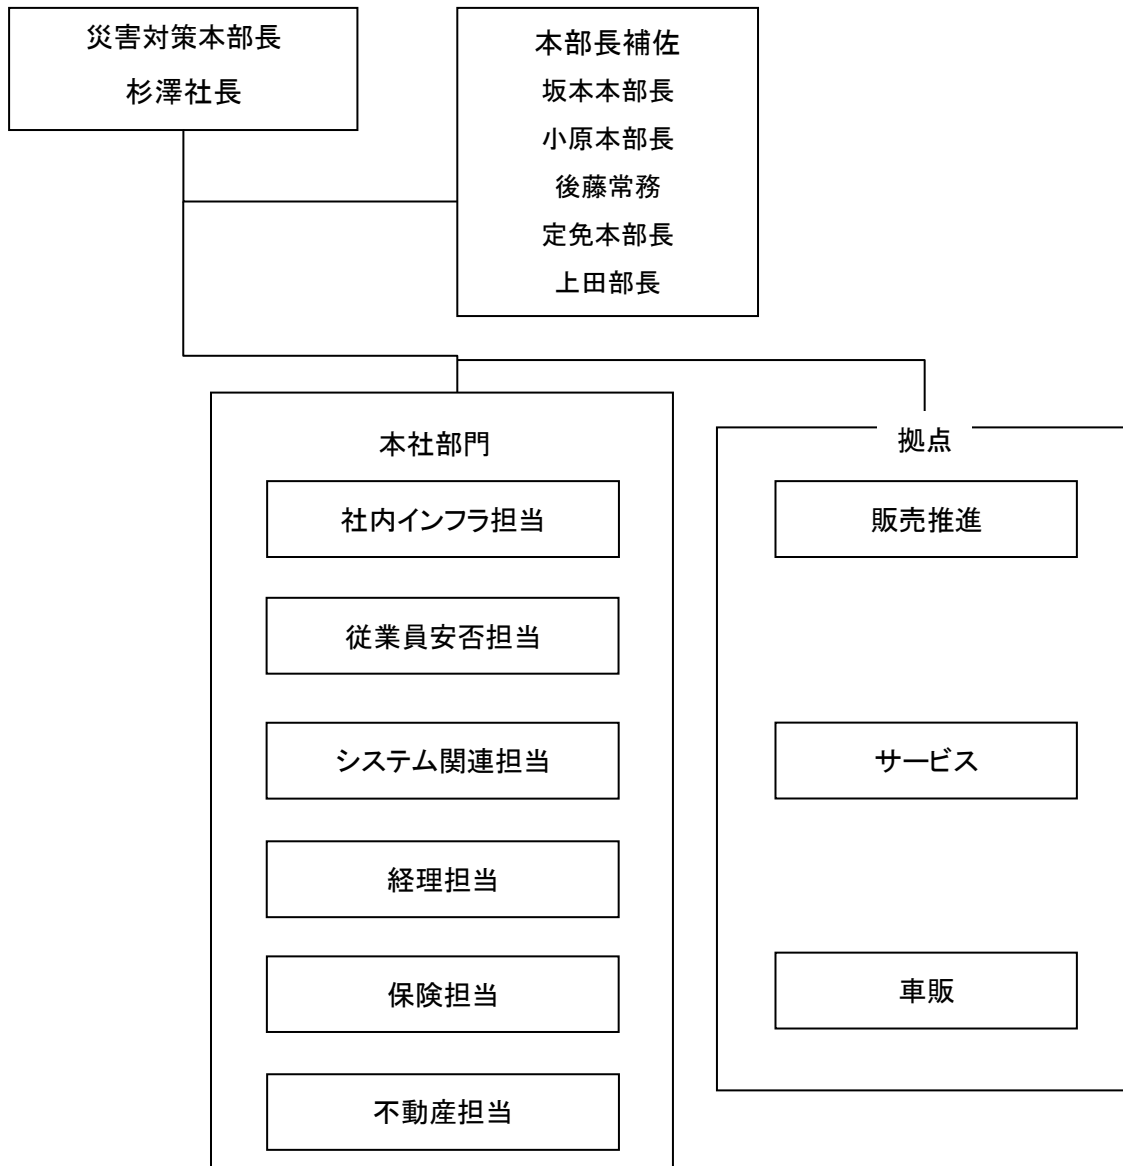 災害対策本部長
杉澤社長
本部長補佐
坂本本部長
小原本部長
後藤常務
定免本部長
上田部長
本社部門
社内インフラ担当
従業員安否担当
システム関連担当
経理担当
保険担当
不動産担当
拠点
販売推進
サービス
車販